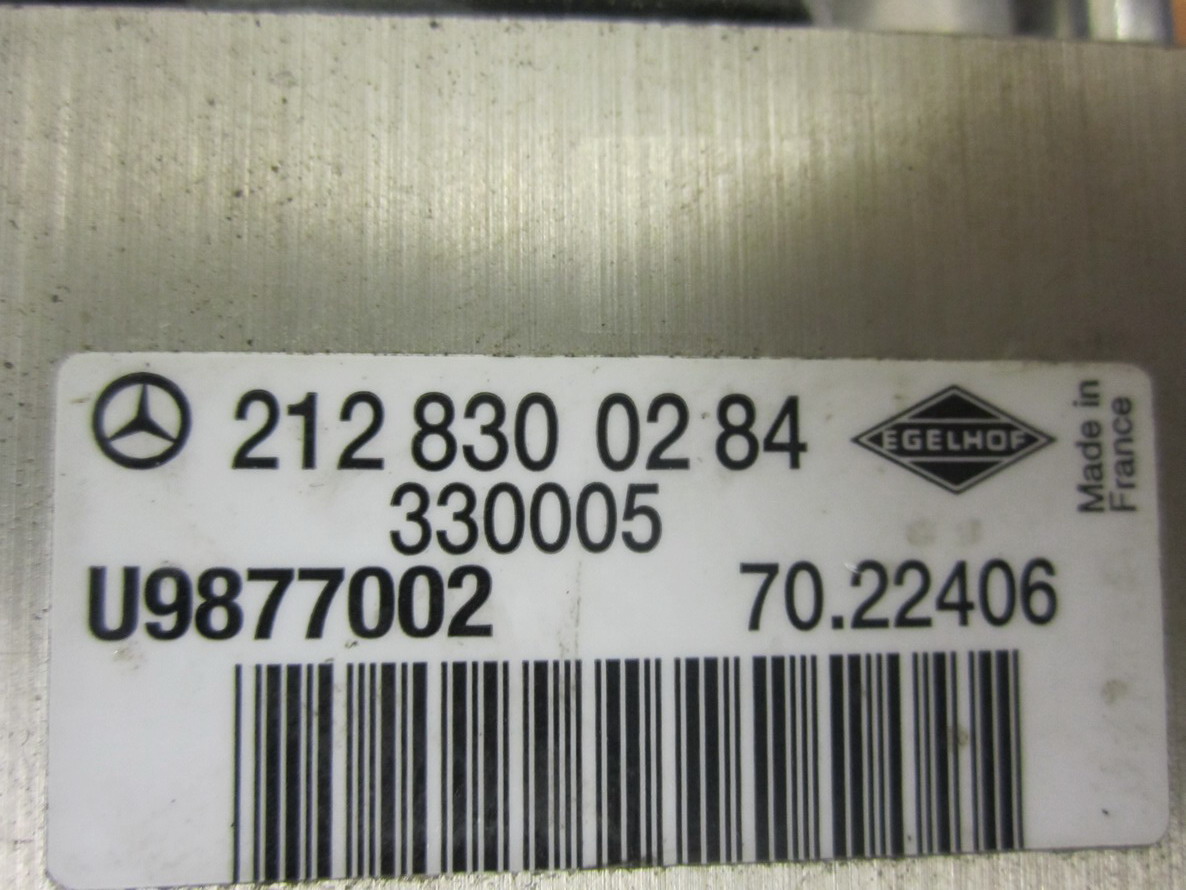 212 830 02 84
EGELHOF
Made in
France
330005
U9877002 70.22406